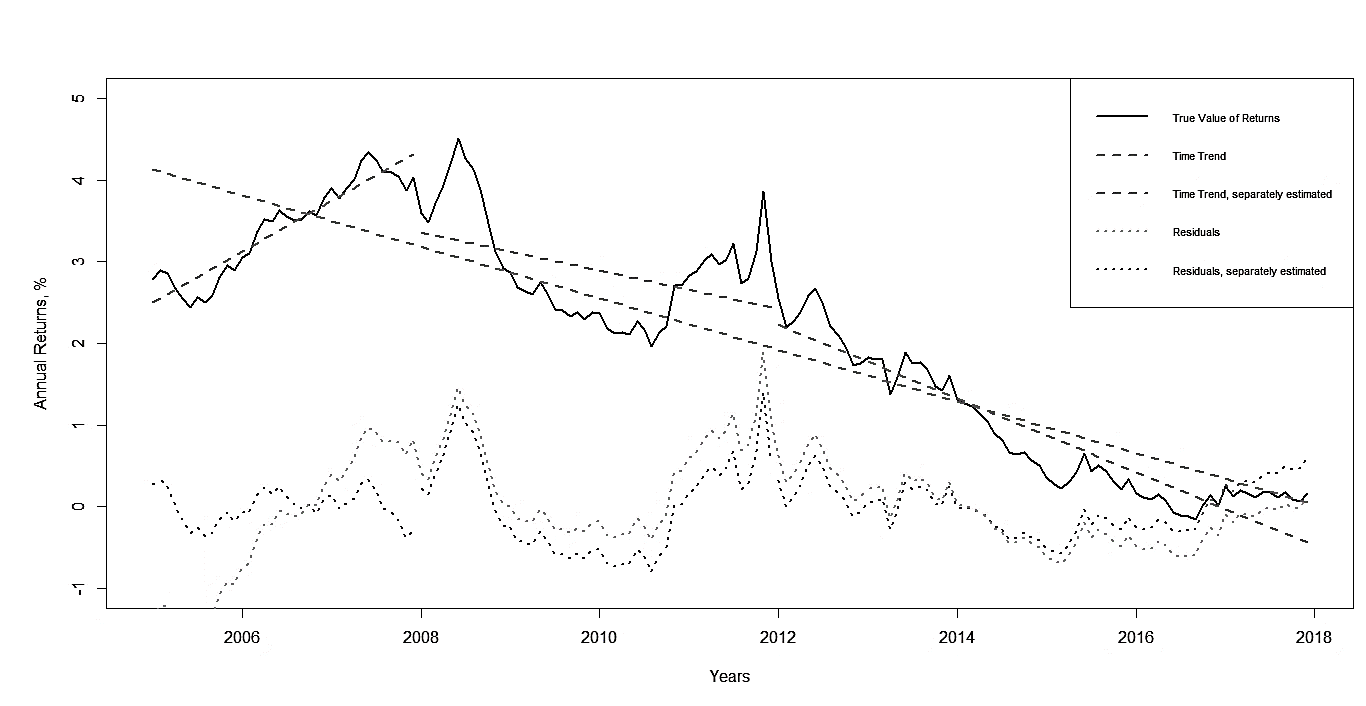 5
4
3
2
1
0
-1
Annual Returns, %
True Value of Returns
Time Trend
Time Trend, separately estimated
Residuals
Residuals, separately estimated
2006 2008 2010 2012 2014 2016 2018
Years